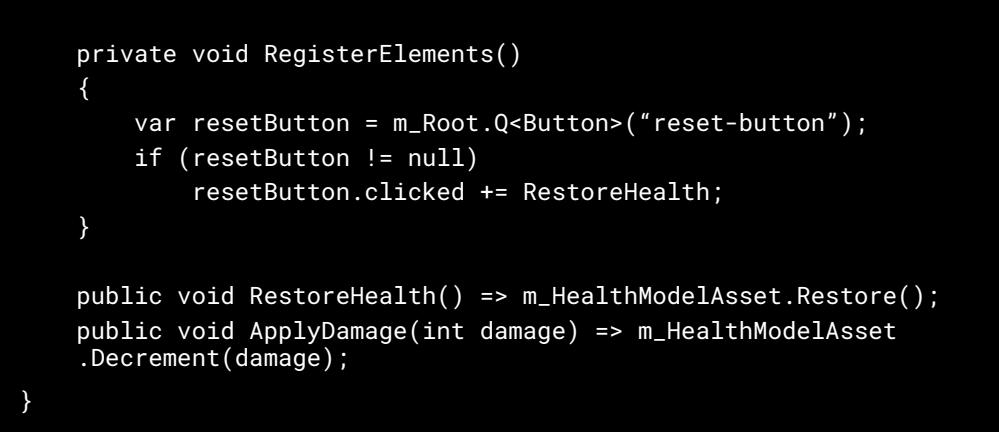 private void RegisterElements()
{
var resetButton = m_Root.Q<Button>(“reset-button”);
if (resetButton != null)
resetButton.clicked += RestoreHealth;
}
public void RestoreHealth() => m_HealthModelAsset.Restore();
public void ApplyDamage(int damage) => m_HealthModelAsset
.Decrement(damage);
}